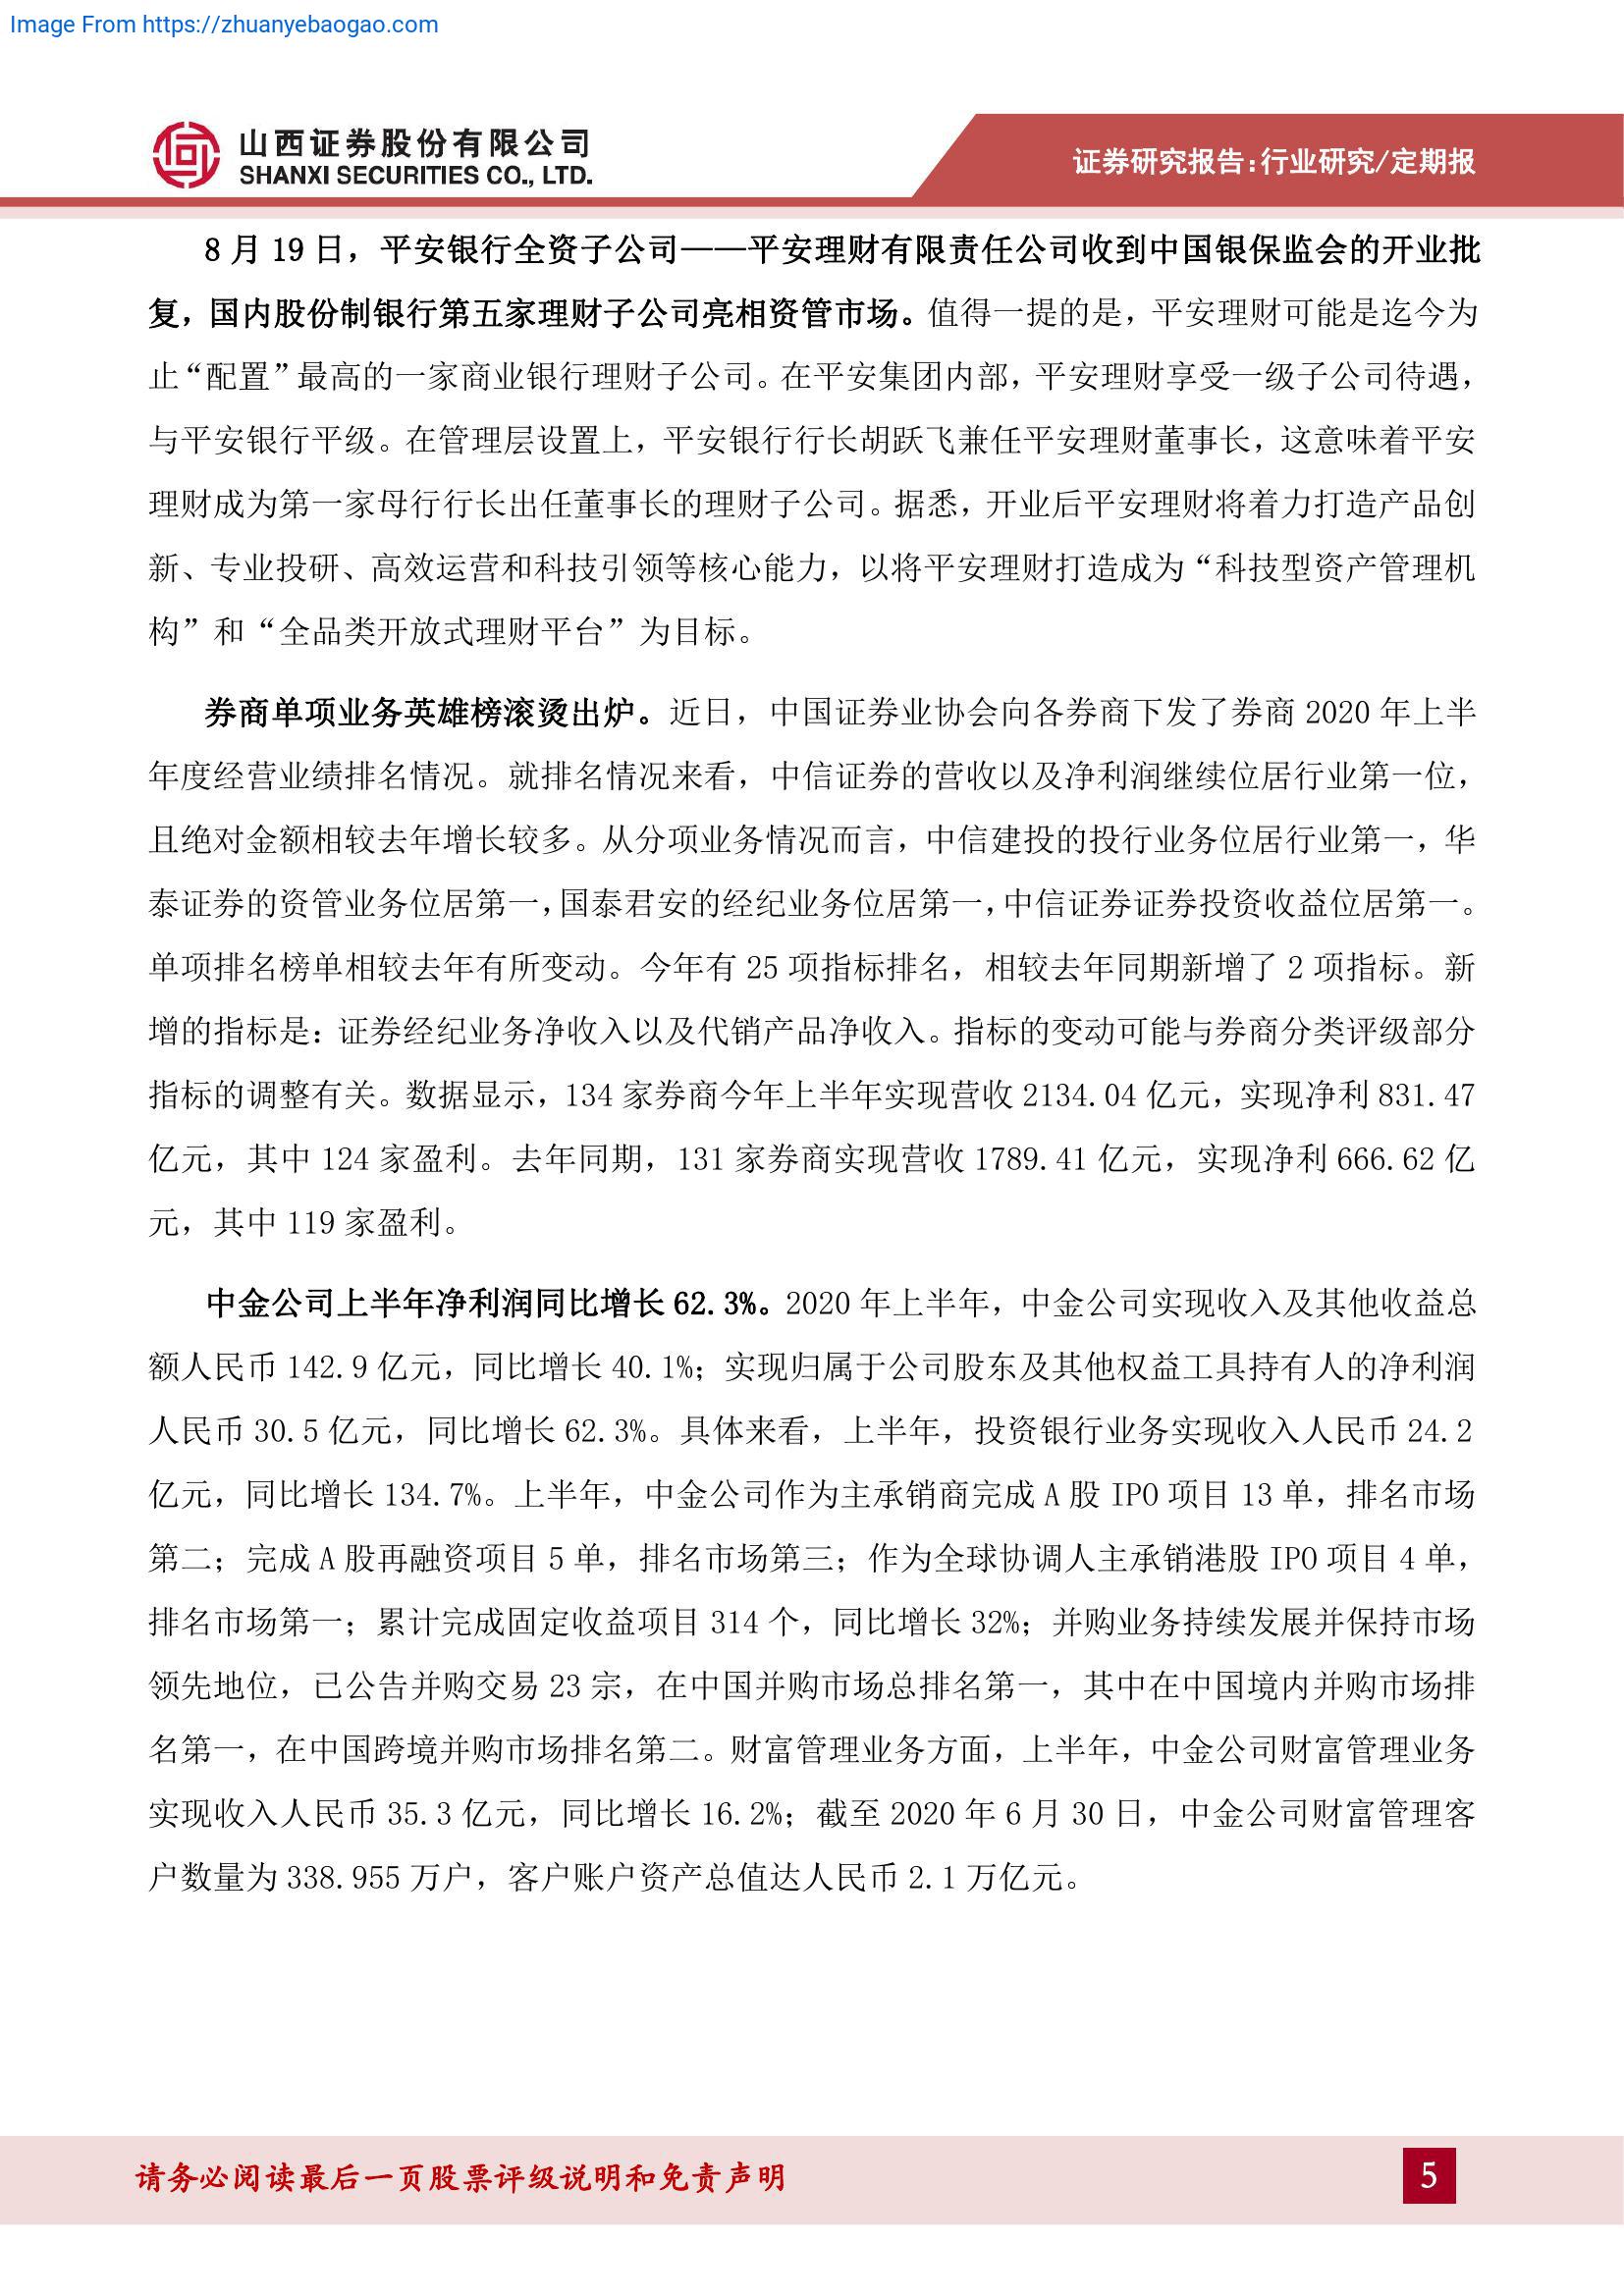 Image From https://zhuanyebaogao.com
山西证券股份有限公司
SHANXI SECURITIES CO., LTD.
证券研究报告：行业研究/定期报
8 月 19 日，平安银行全资子公司——平安理财有限责任公司收到中国银保监会的开业批
复，国内股份制银行第五家理财子公司亮相资管市场。值得一提的是，平安理财可能是迄今为
止“配置”最高的一家商业银行理财子公司。在平安集团内部，平安理财享受一级子公司待遇，
与平安银行平级。在管理层设置上，平安银行行长胡跃飞兼任平安理财董事长，这意味着平安
理财成为第一家母行行长出任董事长的理财子公司。据悉，开业后平安理财将着力打造产品创
新、专业投研、高效运营和科技引领等核心能力，以将平安理财打造成为“科技型资产管理机
构”和“全品类开放式理财平台”为目标。
券商单项业务英雄榜滚烫出炉。近日，中国证券业协会向各券商下发了券商 2020 年上半
年度经营业绩排名情况。就排名情况来看，中信证券的营收以及净利润继续位居行业第一位，
且绝对金额相较去年增长较多。从分项业务情况而言，中信建投的投行业务位居行业第一，华
泰证券的资管业务位居第一，国泰君安的经纪业务位居第一，中信证券证券投资收益位居第一。
单项排名榜单相较去年有所变动。今年有 25 项指标排名，相较去年同期新增了 2 项指标。新
增的指标是：证券经纪业务净收入以及代销产品净收入。指标的变动可能与券商分类评级部分
指标的调整有关。数据显示，134 家券商今年上半年实现营收 2134.04 亿元，实现净利 831.47
亿元，其中 124 家盈利。去年同期，131 家券商实现营收 1789.41 亿元，实现净利 666.62 亿
元，其中 119 家盈利。
中金公司上半年净利润同比增长 62.3%。2020 年上半年，中金公司实现收入及其他收益总
额人民币 142.9 亿元，同比增长 40.1%；实现归属于公司股东及其他权益工具持有人的净利润
人民币 30.5 亿元，同比增长 62.3%。具体来看，上半年，投资银行业务实现收入人民币 24.2
亿元，同比增长 134.7%。上半年，中金公司作为主承销商完成 A 股 IPO 项目 13 单，排名市场
第二；完成 A 股再融资项目 5 单，排名市场第三；作为全球协调人主承销港股 IPO 项目 4 单，
排名市场第一；累计完成固定收益项目 314 个，同比增长 32%；并购业务持续发展并保持市场
领先地位，已公告并购交易 23 宗，在中国并购市场总排名第一，其中在中国境内并购市场排
名第一，在中国跨境并购市场排名第二。财富管理业务方面，上半年，中金公司财富管理业务
实现收入人民币 35.3 亿元，同比增长 16.2%；截至 2020 年 6 月 30 日，中金公司财富管理客
户数量为 338.955 万户，客户账户资产总值达人民币 2.1 万亿元。
请务必阅读最后一页股票评级说明和免责声明
5